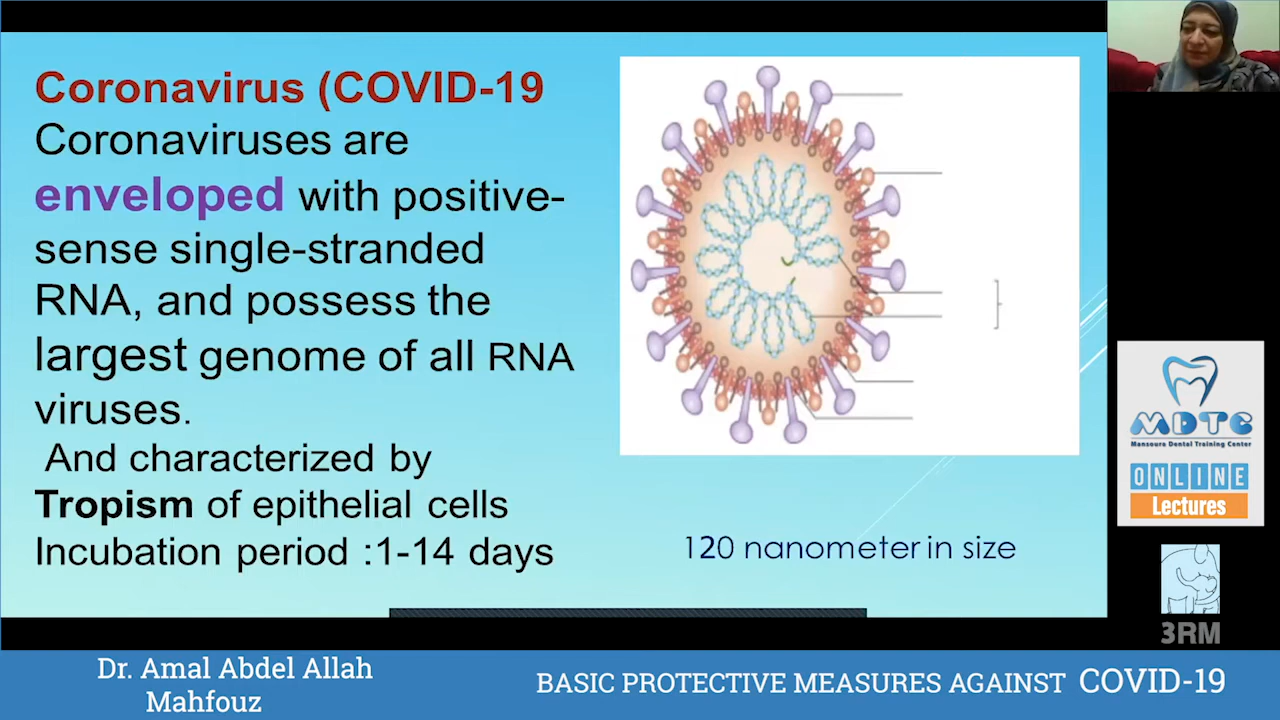 Coronavirus (COVID-19
Coronaviruses are
enveloped with positive-
sense single-stranded
RNA, and possess the
largest genome of all RNA
viruses.
And characterized by
Tropism of epithelial cells
Incubation period :1-14 days
120 nanometer in size
MDTC
Mansoura Dental Training Center
ONLINE
Lectures
3RM
Dr. Amal Abdel Allah
Mahfouz
BASIC PROTECTIVE MEASURES AGAINST COVID-19